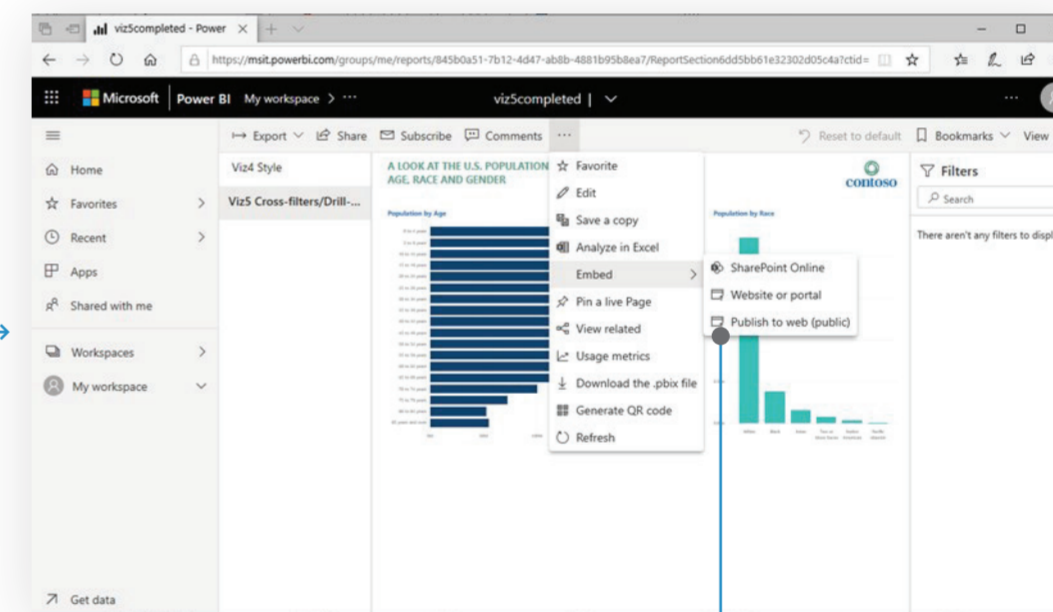 viz5completed - Power
https://msit.powerbi.com/groups/me/reports/845b0a51-7b12-4d47-ab8b-4881b95b8ea7/ReportSection6dd5bb61e32302d05c4a?ctid=
Microsoft Power BI My workspace > ··· viz5completed | ···
Export Share Subscribe Comments ··· Reset to default Bookmarks View
Home
Favorites
Recent
Apps
Shared with me
Workspaces
My workspace
Get data
Viz4 Style
Viz5 Cross-filters/Drill-...
A LOOK AT THE U.S. POPULATION
AGE, RACE AND GENDER
contoso
Population by Age
Population by Race
Favorite
Edit
Save a copy
Analyze in Excel
Embed
Pin a live Page
View related
Usage metrics
Download the .pbix file
Generate QR code
Refresh
SharePoint Online
Website or portal
Publish to web (public)
Filters
Search
There aren't any filters to displ